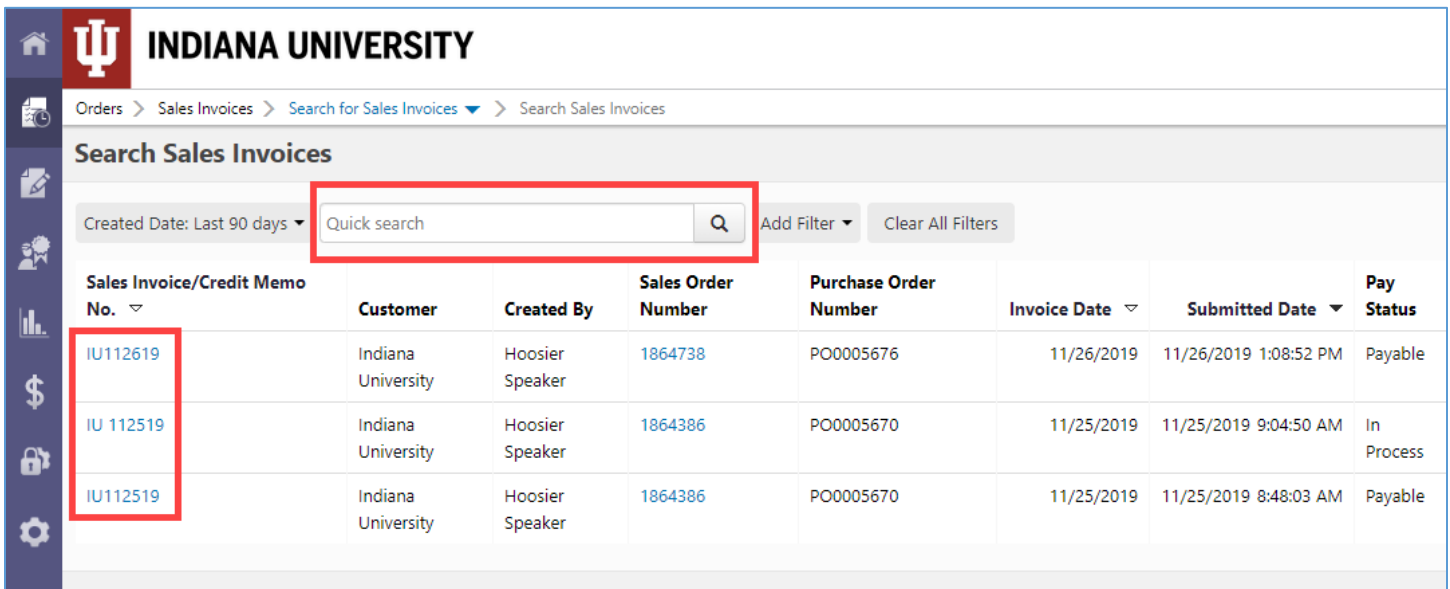 INDIANA UNIVERSITY
Orders > Sales Invoices > Search for Sales Invoices > Search Sales Invoices
Search Sales Invoices
Created Date: Last 90 days Quick search Add Filter Clear All Filters
Sales Invoice/Credit Memo Sales Order Purchase Order Pay
No. Customer Created By Number Number Invoice Date Submitted Date Status
IU112619 Indiana Hoosier 1864738 PO0005676 11/26/2019 11/26/2019 1:08:52 PM Payable
University Speaker
IU 112519 Indiana Hoosier 1864386 PO0005670 11/25/2019 11/25/2019 9:04:50 AM In
University Speaker Process
IU112519 Indiana Hoosier 1864386 PO0005670 11/25/2019 11/25/2019 8:48:03 AM Payable
University Speaker